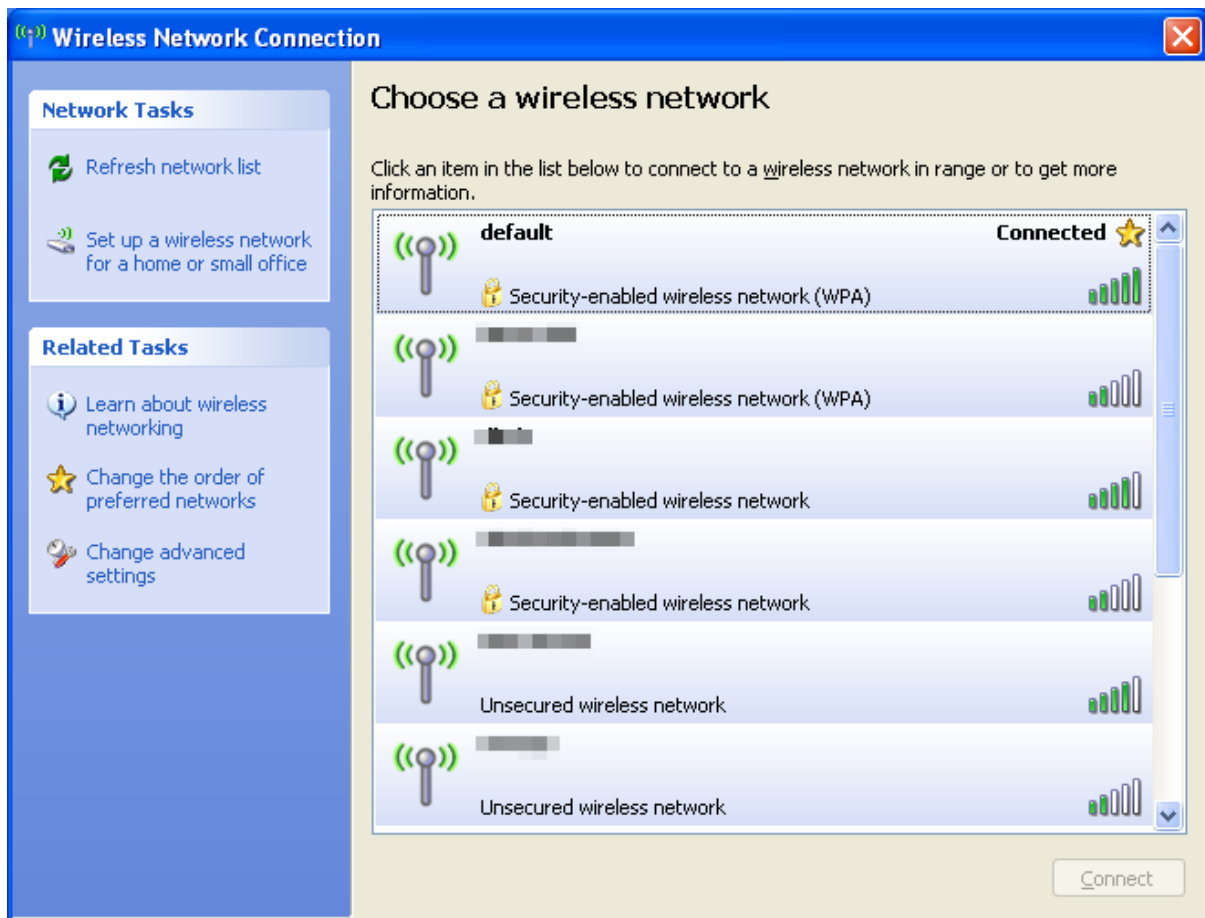 Wireless Network Connection
Network Tasks
Refresh network list
Set up a wireless network
for a home or small office
Related Tasks
Learn about wireless
networking
Change the order of
preferred networks
Change advanced
settings
Choose a wireless network
Click an item in the list below to connect to a wireless network in range or to get more
information.
default Connected
Security-enabled wireless network (WPA)
Security-enabled wireless network (WPA)
Security-enabled wireless network
Security-enabled wireless network
Unsecured wireless network
Unsecured wireless network
Connect